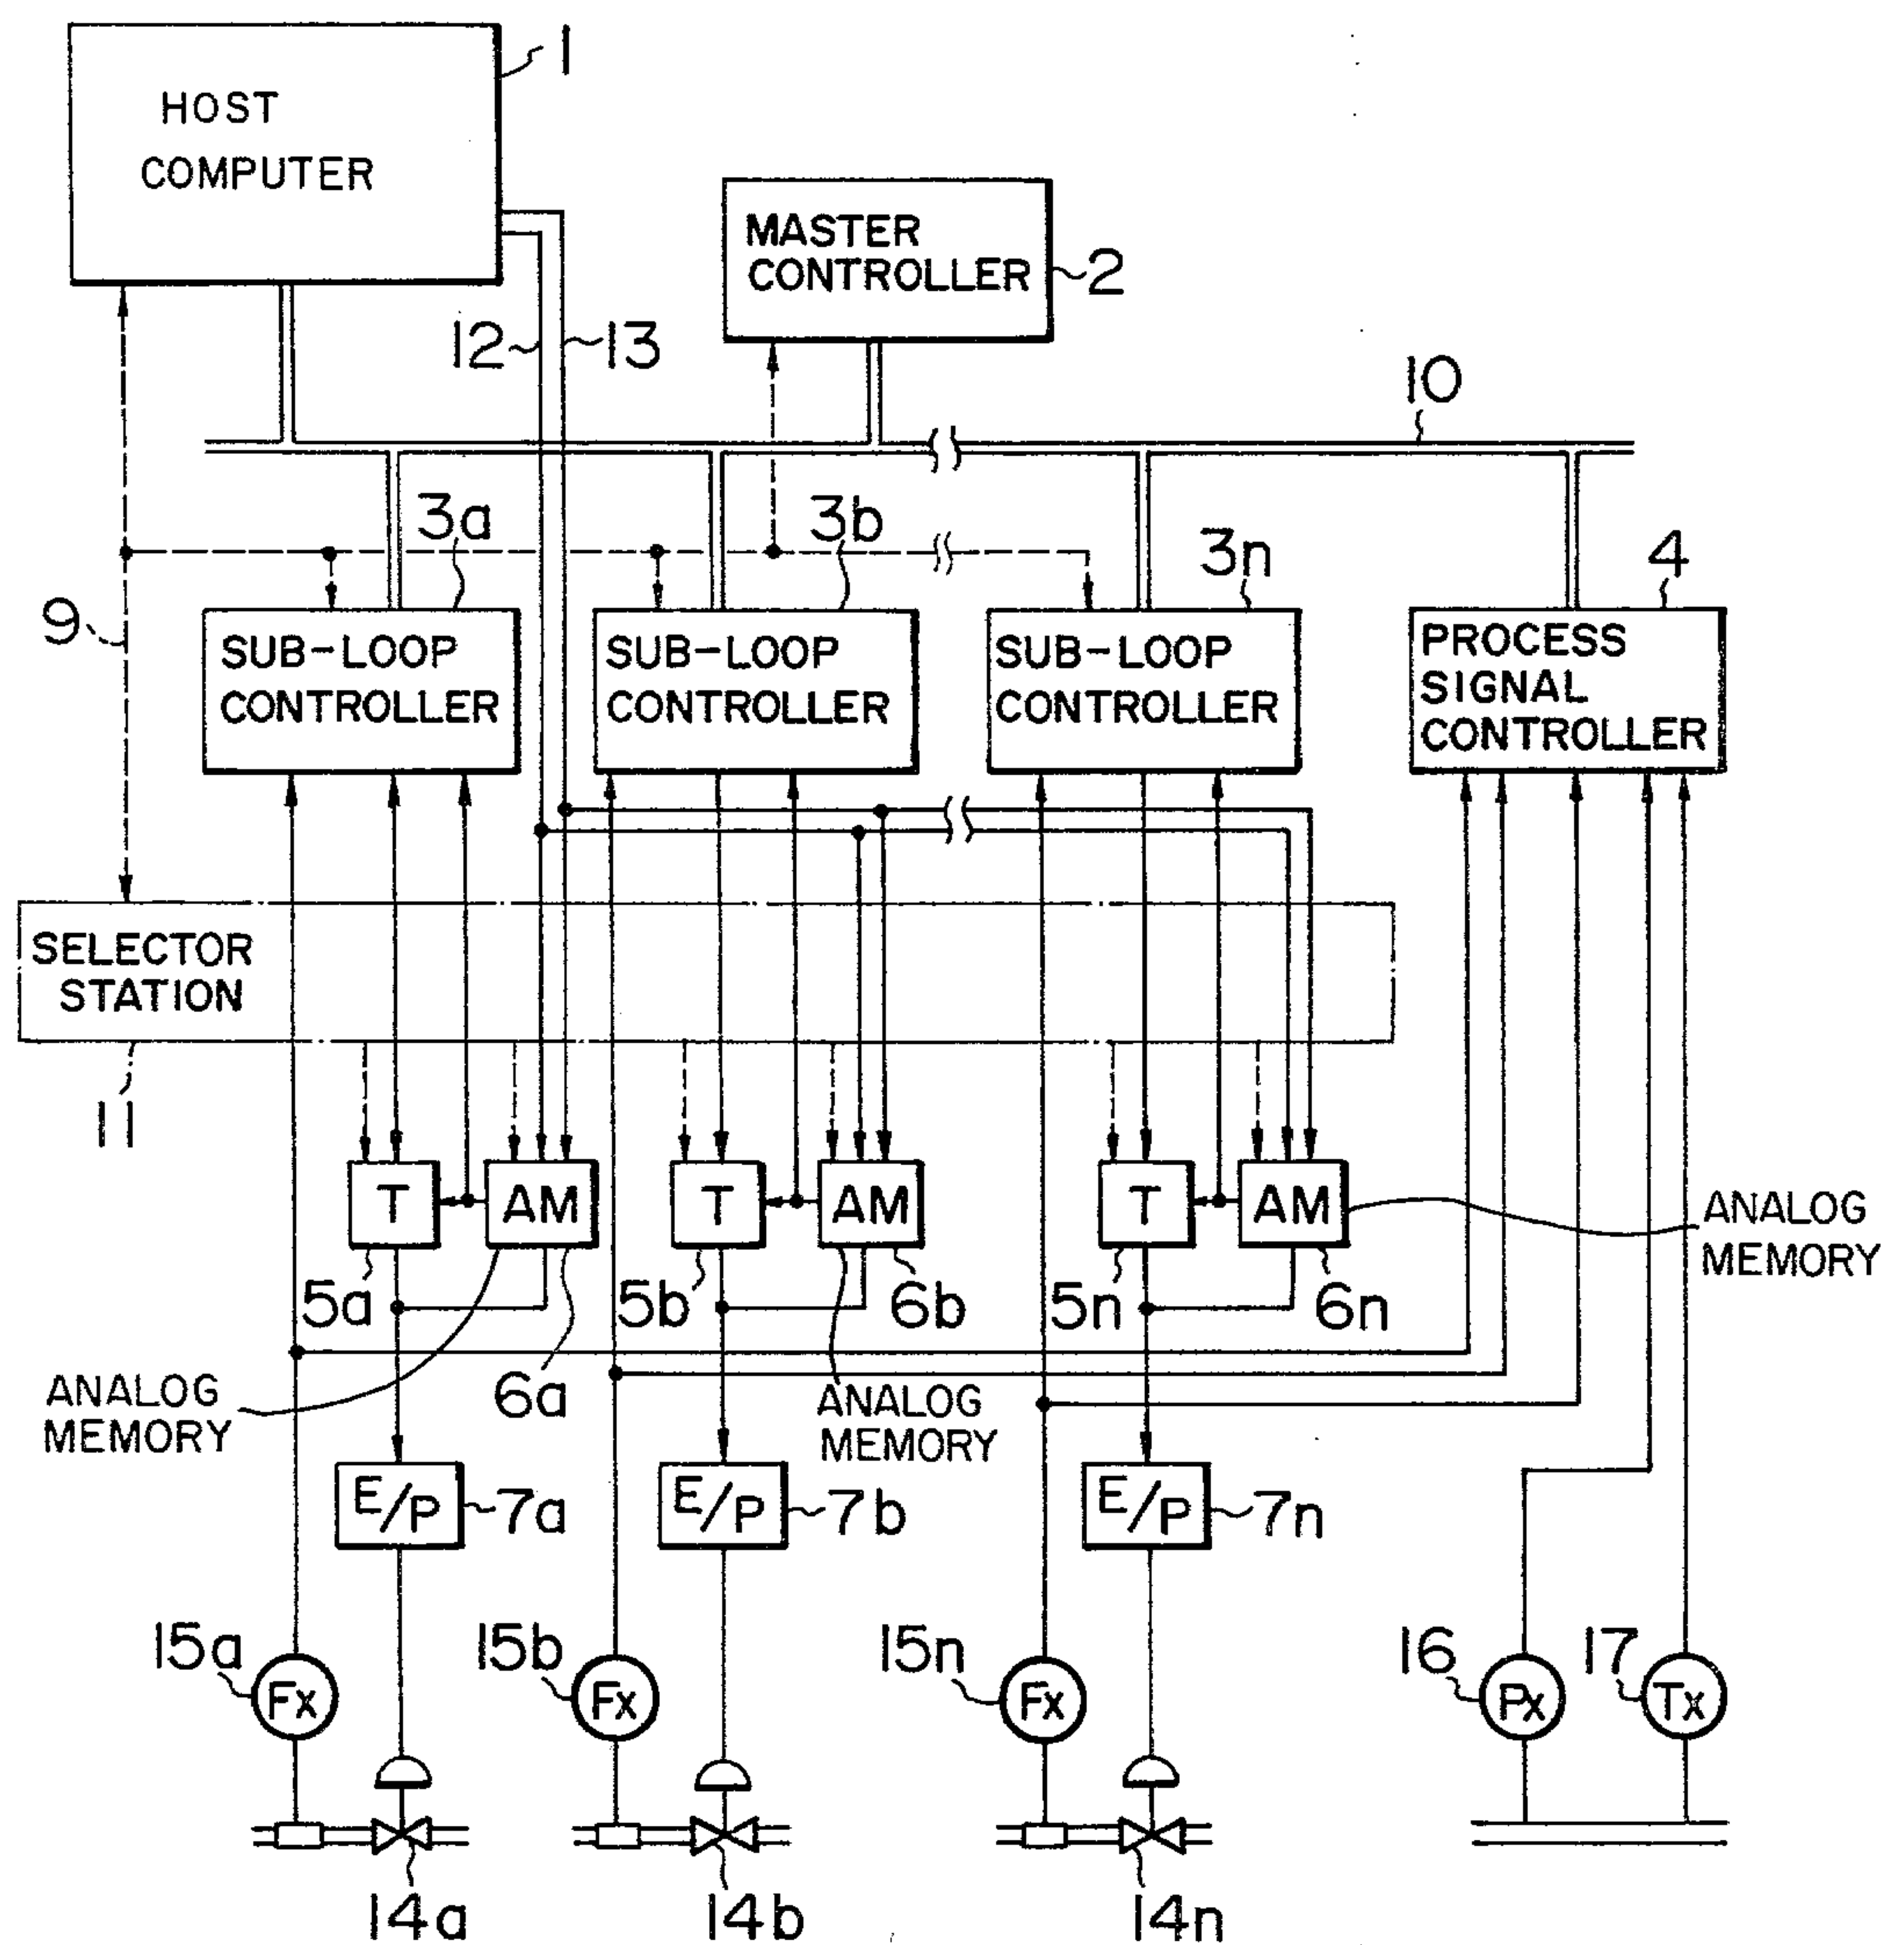 1
HOST
COMPUTER
MASTER
CONTROLLER
2
12
13
10
3a
3b
3n
4
9
SUB-LOOP
CONTROLLER
SUB-LOOP
CONTROLLER
SUB-LOOP
CONTROLLER
PROCESS
SIGNAL
CONTROLLER
SELECTOR
STATION
11
T
AM
T
AM
T
AM
ANALOG
MEMORY
5a
6a
5b
6b
5n
6n
ANALOG
MEMORY
ANALOG
MEMORY
E/P
7a
E/P
7b
E/P
7n
15a
Fx
15b
Fx
15n
Fx
16
Px
17
Tx
14a
14b
14n